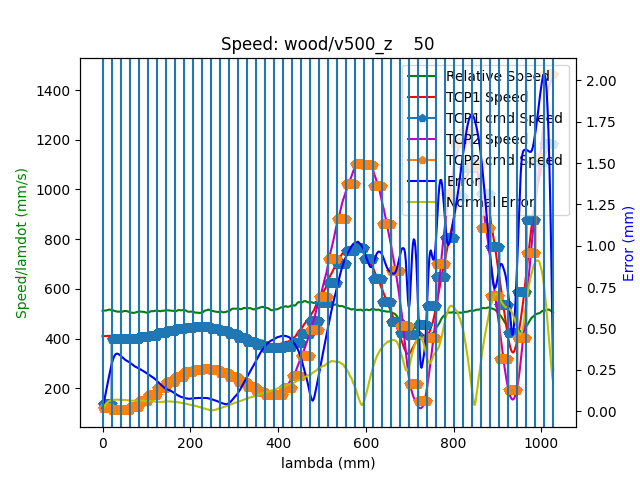 Speed: wood/v500_z    50
Speed/lamdot (mm/s)
1400
1200
1000
800
600
400
200
Relative Speed
TCP1 Speed
TCP1 cmd Speed
TCP2 Speed
TCP2 cmd Speed
Error
Normal Error
2.00
1.75
1.50
1.25
1.00
0.75
0.50
0.25
0.00
Error (mm)
0 200 400 600 800 1000
lambda (mm)